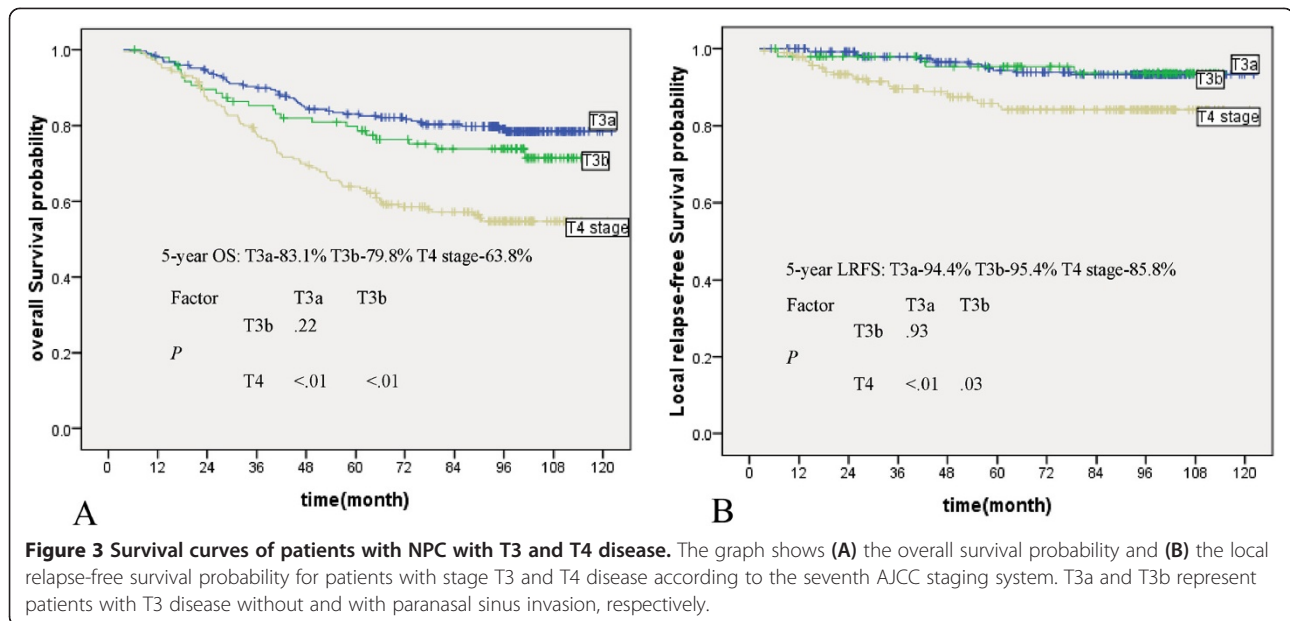 overall Survival probability
1.0
0.8
0.6
0.4
0.2
0.0
T3a
T3b
T4 stage
5-year OS: T3a-83.1% T3b-79.8% T4 stage-63.8%
Factor T3a T3b
T3b .22
P
T4 <.01 <.01
0 12 24 36 48 60 72 84 96 108 120
time(month)
A
Local relapse-free Survival probability
1.0
0.8
0.6
0.4
0.2
0.0
T3a
T3b
T4 stage
5-year LRFS: T3a-94.4% T3b-95.4% T4 stage-85.8%
Factor T3a T3b
T3b .93
P
T4 <.01 .03
0 12 24 36 48 60 72 84 96 108 120
time(month)
B
Figure 3 Survival curves of patients with NPC with T3 and T4 disease. The graph shows (A) the overall survival probability and (B) the local
relapse-free survival probability for patients with stage T3 and T4 disease according to the seventh AJCC staging system. T3a and T3b represent
patients with T3 disease without and with paranasal sinus invasion, respectively.